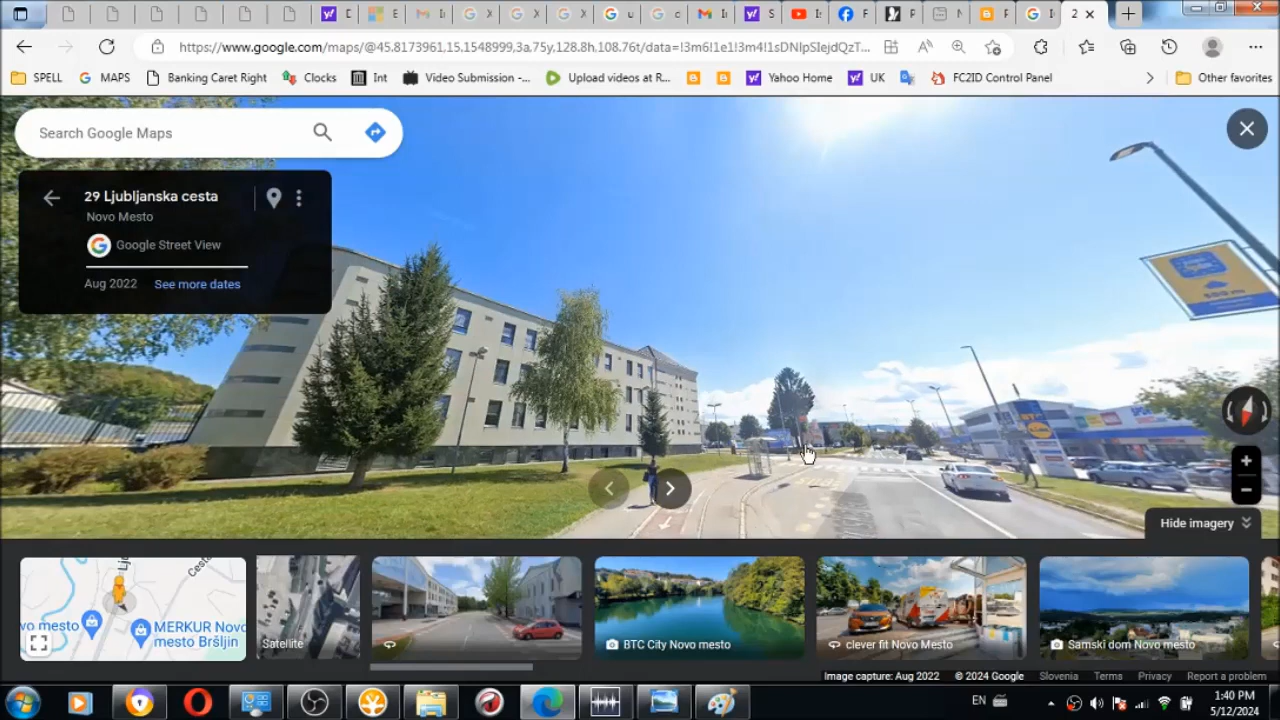 https://www.google.com/maps/@45.8173961,15.1548999,3a,75y,128.8h,108.76t/data=!3m6!1e1!3m4!1sDNIpSIejdQzT...
SPELL MAPS Banking Caret Right Clocks Int Video Submission -... Upload videos at R... Yahoo Home UK FC2ID Control Panel Other favorites
Search Google Maps
29 Ljubljanska cesta
Novo Mesto
Google Street View
Aug 2022 See more dates
Hide imagery
Satellite
MERKUR Novo
mesto Bršljin
BTC City Novo mesto
clever fit Novo Mesto
Samski dom Novo mesto
Image capture: Aug 2022 © 2024 Google Slovenia Terms Privacy Report a problem
EN
1:40 PM
5/12/2024